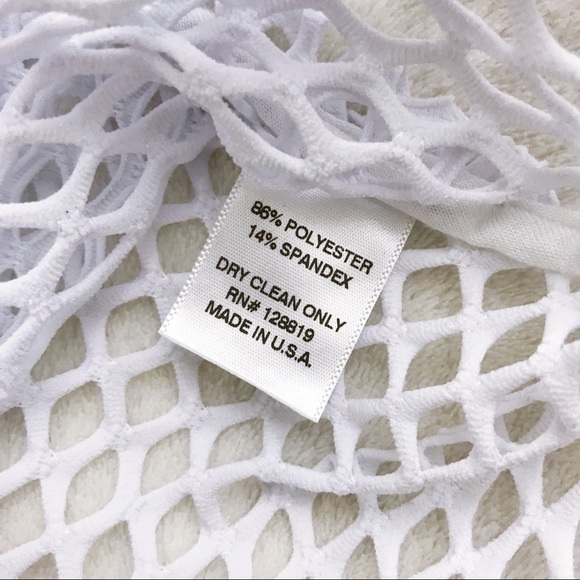 86% POLYESTER
14% SPANDEX
DRY CLEAN ONLY
RN# 128819
MADE IN U.S.A.